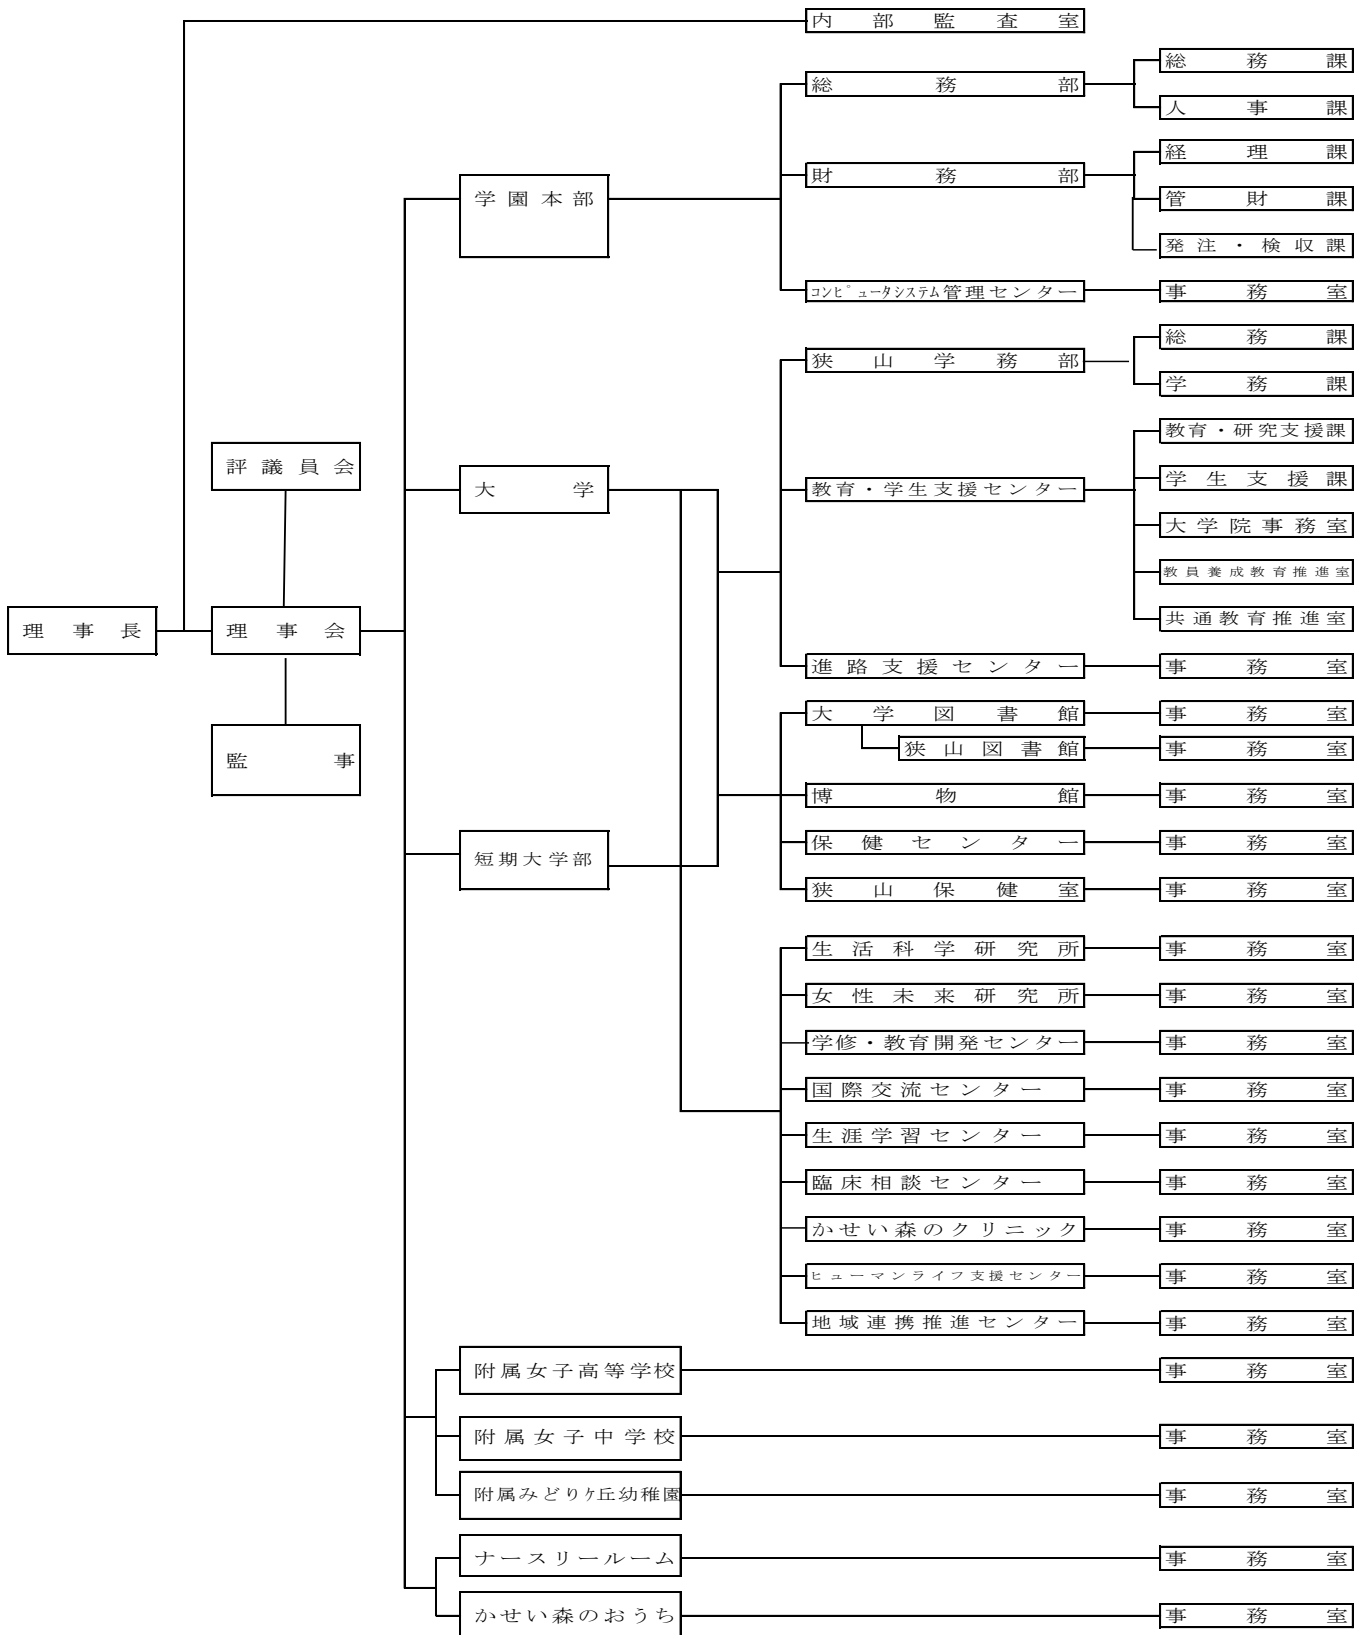 内部監査室
総務部
総務課
人事課
財務部
経理課
管財課
発注・検収課
学園本部
コンピュータシステム管理センター
事務室
狭山学務部
総務課
学務課
教育・学生支援センター
教育・研究支援課
学生支援課
大学院事務室
教員養成教育推進室
共通教育推進室
評議員会
大学
理事長
理事会
監事
進路支援センター
事務室
大学図書館
事務室
狭山図書館
事務室
博物館
事務室
短期大学部
保健センター
事務室
狭山保健室
事務室
生活科学研究所
事務室
女性未来研究所
事務室
学修・教育開発センター
事務室
国際交流センター
事務室
生涯学習センター
事務室
臨床相談センター
事務室
かせい森のクリニック
事務室
ヒューマンライフ支援センター
事務室
地域連携推進センター
事務室
附属女子高等学校
事務室
附属女子中学校
事務室
附属みどりケ丘幼稚園
事務室
ナースリールーム
事務室
かせい森のおうち
事務室